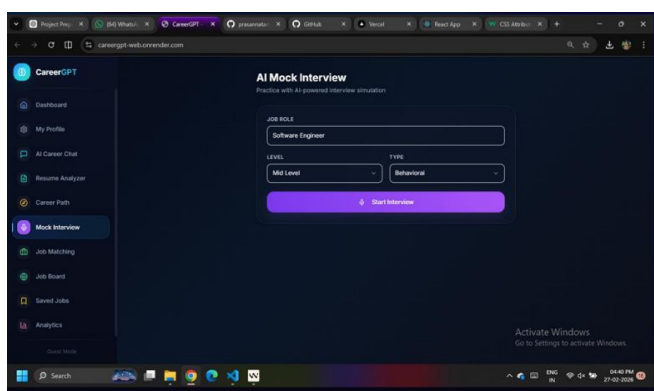 Project Prep
(84) Whats
CareerGPT
prasannata
GitHub
Vercel
React App
CSS Attribu
careergpt-web.onrender.com
CareerGPT
Dashboard
My Profile
AI Career Chat
Resume Analyzer
Career Path
Mock Interview
Job Matching
Job Board
Saved Jobs
Analytics
Guest Mode
AI Mock Interview
Practice with AI-powered interview simulation
JOB ROLE
Software Engineer
LEVEL
TYPE
Mid Level
Behavioral
Start Interview
Activate Windows
Go to Settings to activate Windows.
Search
ENG
IN
04:40 PM
27-02-2026